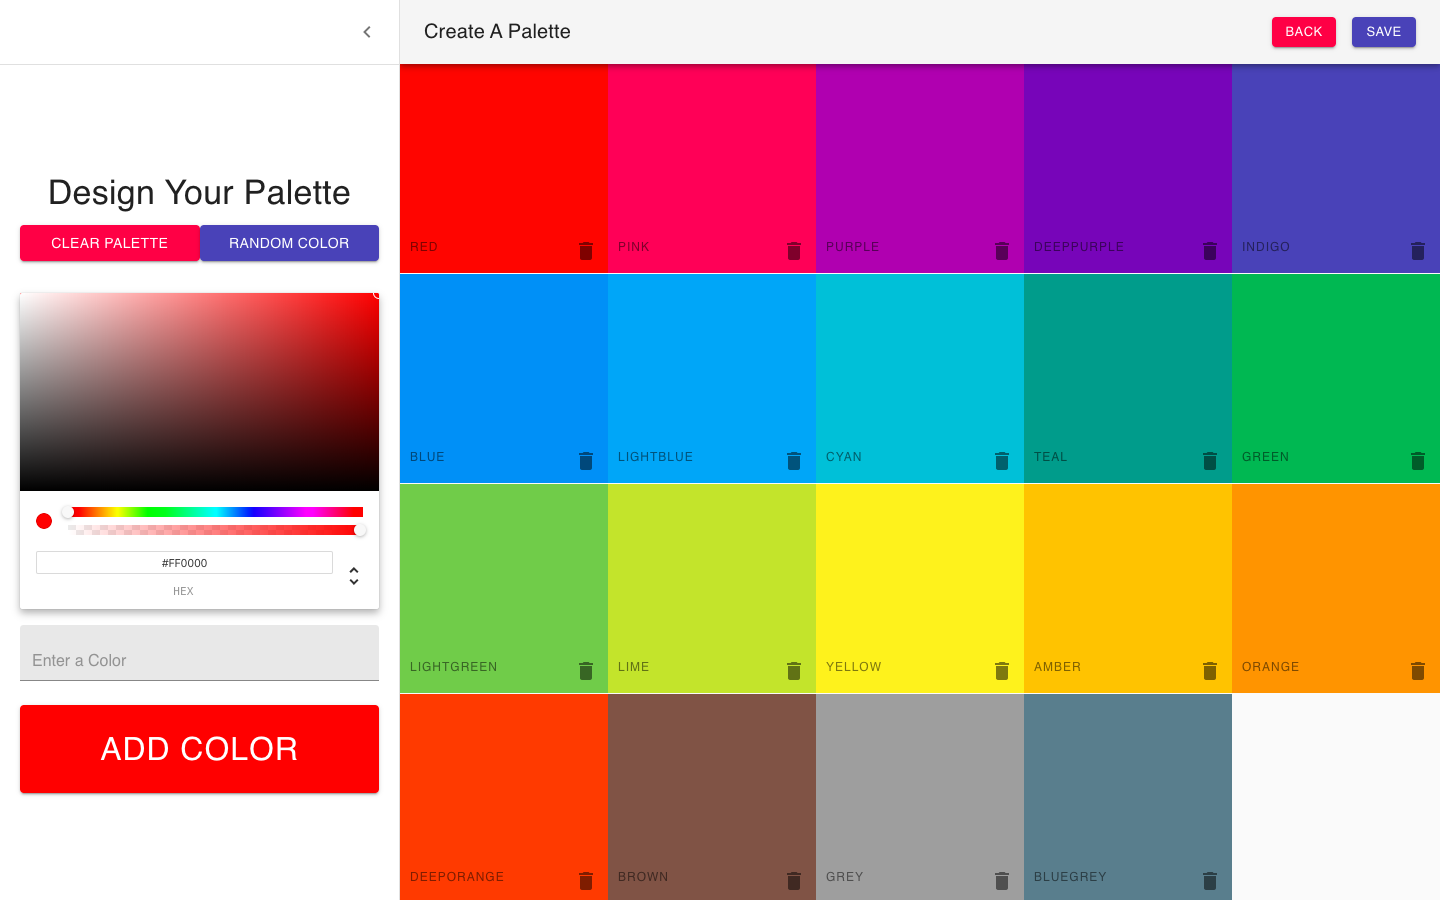 Create A Palette
BACK
SAVE
Design Your Palette
CLEAR PALETTE
RANDOM COLOR
#FF0000
HEX
Enter a Color
ADD COLOR
RED
PINK
PURPLE
DEEPPURPLE
INDIGO
BLUE
LIGHTBLUE
CYAN
TEAL
GREEN
LIGHTGREEN
LIME
YELLOW
AMBER
ORANGE
DEEPORANGE
BROWN
GREY
BLUEGREY